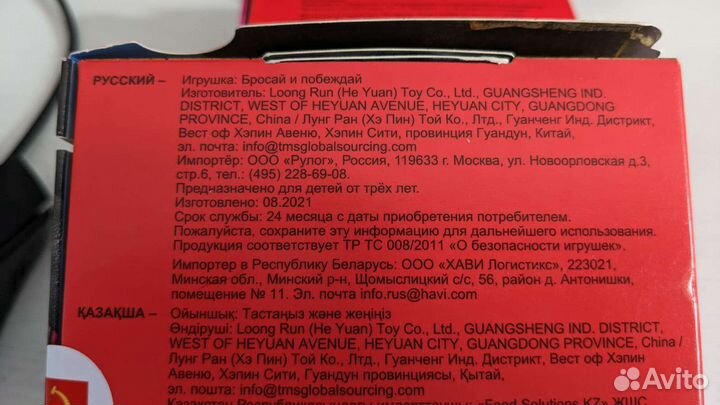 РУССКИЙ – Игрушка: Бросай и побеждай
Изготовитель: Loong Run (He Yuan) Toy Co., Ltd., GUANGSHENG IND.
DISTRICT, WEST OF HEYUAN AVENUE, HEYUAN CITY, GUANGDONG
PROVINCE, China / Лунг Ран (Хэ Пин) Той Ко., Лтд., Гуанченг Инд. Дистрикт,
Вест оф Хэпин Авеню, Хэпин Сити, провинция Гуандун, Китай,
эл. почта: info@tmsglobalsourcing.com
Импортёр: ООО «Рулог», Россия, 119633 г. Москва, ул. Новоорловская д.3,
стр.6, тел.: (495) 228-69-08.
Предназначено для детей от трёх лет.
Изготовлено: 08.2021
Срок службы: 24 месяца с даты приобретения потребителем.
Пожалуйста, сохраните эту информацию для дальнейшего использования.
Продукция соответствует ТР ТС 008/2011 «О безопасности игрушек».
Импортер в Республику Беларусь: ООО «ХАВИ Логистикс», 223021,
Минская обл., Минский р-н, Щомыслицкий с/с, 56, район д. Антонишки,
помещение № 11. Эл. почта info.rus@havi.com
ҚАЗАҚША – Ойыншық: Тастаңыз және жеңіңіз
Өндіруші: Loong Run (He Yuan) Toy Co., Ltd., GUANGSHENG IND. DISTRICT,
WEST OF HEYUAN AVENUE, HEYUAN CITY, GUANGDONG PROVINCE, China /
Лунг Ран (Хэ Пин) Той Ко., Лтд., Гуанченг Инд. Дистрикт, Вест оф Хэпин
Авеню, Хэпин Сити, Гуандун провинциясы, Қытай,
эл. пошта: info@tmsglobalsourcing.com
Қазақстан Республикасындағы импорттаушы: «Food Solutions KZ» ЖШС
Avito